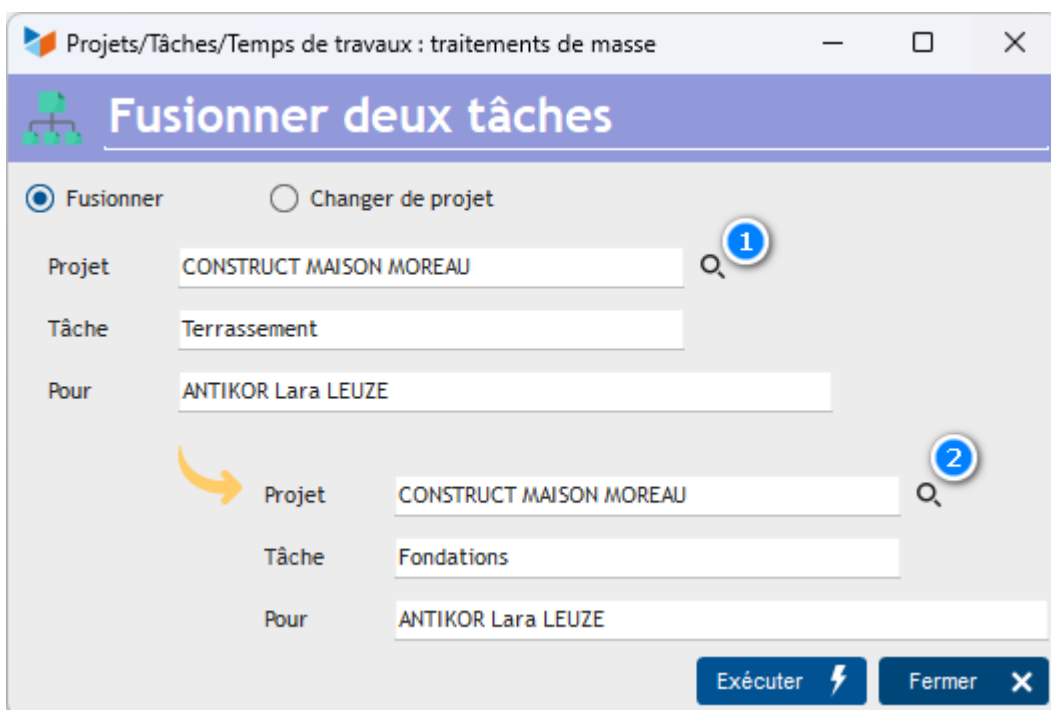 Projets/Tâches/Temps de travaux : traitements de masse
Fusionner deux tâches
Fusionner Changer de projet
1
Projet CONSTRUCT MAISON MOREAU
Tâche Terrassement
Pour ANTIKOR Lara LEUZE
2
Projet CONSTRUCT MAISON MOREAU
Tâche Fondations
Pour ANTIKOR Lara LEUZE
Exécuter Fermer